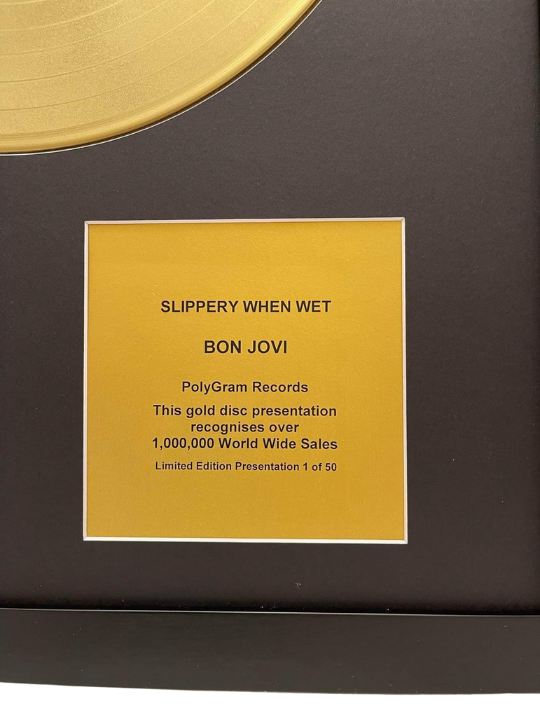 SLIPPERY WHEN WET
BON JOVI
PolyGram Records
This gold disc presentation
recognises over
1,000,000 World Wide Sales
Limited Edition Presentation 1 of 50